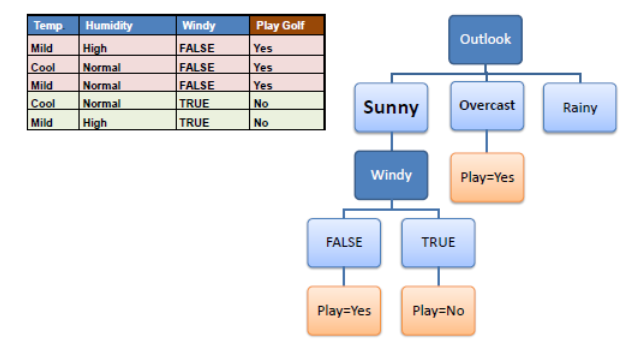 Temp Humidity Windy Play Golf
Mild High FALSE Yes
Cool Normal FALSE Yes
Mild Normal FALSE Yes
Cool Normal TRUE No
Mild High TRUE No
Outlook
Sunny Overcast Rainy
Windy Play=Yes
FALSE TRUE
Play=Yes Play=No